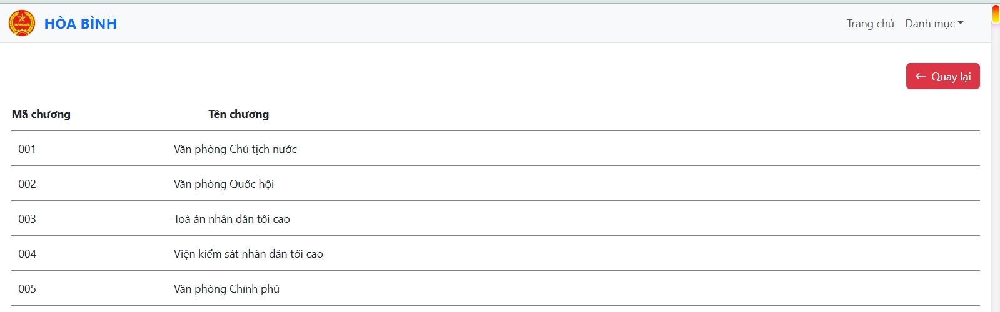 HÒA BÌNH
Trang chủ Danh mục
← Quay lại
Mã chương Tên chương
001 Văn phòng Chủ tịch nước
002 Văn phòng Quốc hội
003 Toà án nhân dân tối cao
004 Viện kiểm sát nhân dân tối cao
005 Văn phòng Chính phủ